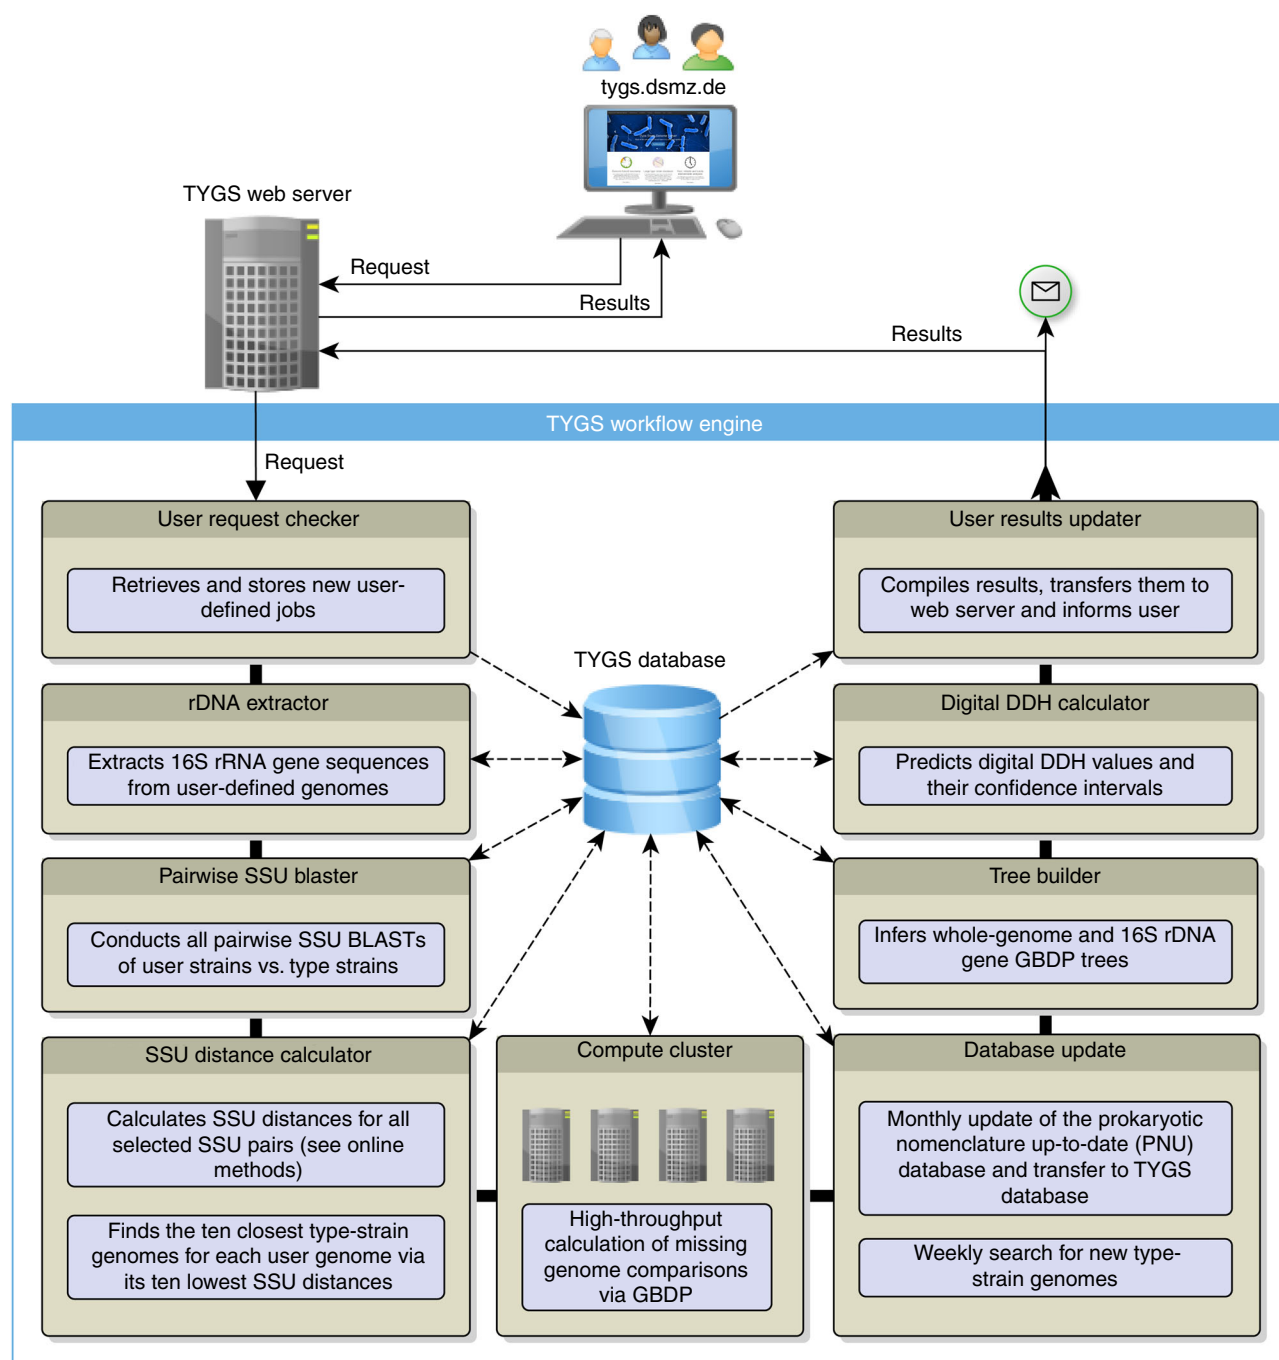 tygs.dsmz.de
TYGS web server
Request
Results
Results
TYGS workflow engine
Request
User request checker
Retrieves and stores new user-
defined jobs
rDNA extractor
Extracts 16S rRNA gene sequences
from user-defined genomes
Pairwise SSU blaster
Conducts all pairwise SSU BLASTs
of user strains vs. type strains
SSU distance calculator
Calculates SSU distances for all
selected SSU pairs (see online
methods)
Finds the ten closest type-strain
genomes for each user genome via
its ten lowest SSU distances
TYGS database
Compute cluster
High-throughput
calculation of missing
genome comparisons
via GBDP
User results updater
Compiles results, transfers them to
web server and informs user
Digital DDH calculator
Predicts digital DDH values and
their confidence intervals
Tree builder
Infers whole-genome and 16S rDNA
gene GBDP trees
Database update
Monthly update of the prokaryotic
nomenclature up-to-date (PNU)
database and transfer to TYGS
database
Weekly search for new type-
strain genomes